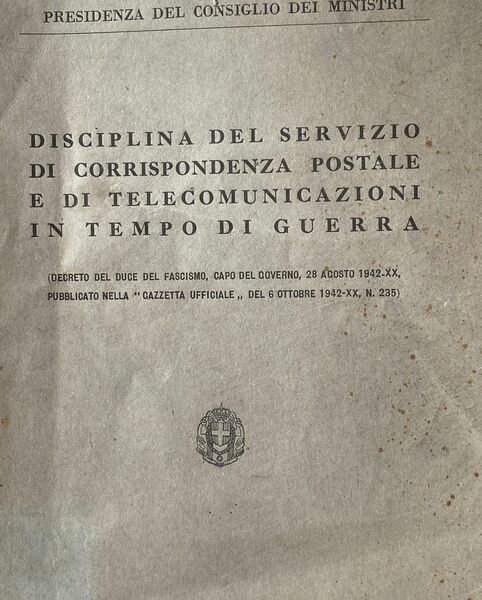 PRESIDENZA DEL CONSIGLIO DEI MINISTRI
DISCIPLINA DEL SERVIZIO
DI CORRISPONDENZA POSTALE
E DI TELECOMUNICAZIONI
IN TEMPO DI GUERRA
(DECRETO DEL DUCE DEL FASCISMO, CAPO DEL GOVERNO, 28 AGOSTO 1942-XX,
PUBBLICATO NELLA “ GAZZETTA UFFICIALE „ DEL 6 OTTOBRE 1942-XX, N. 235)